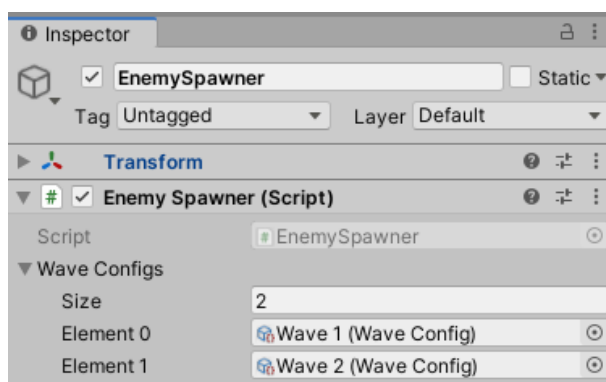 Inspector
EnemySpawner Static
Tag Untagged Layer Default
Transform
# Enemy Spawner (Script)
Script # EnemySpawner
Wave Configs
Size 2
Element 0 Wave 1 (Wave Config)
Element 1 Wave 2 (Wave Config)